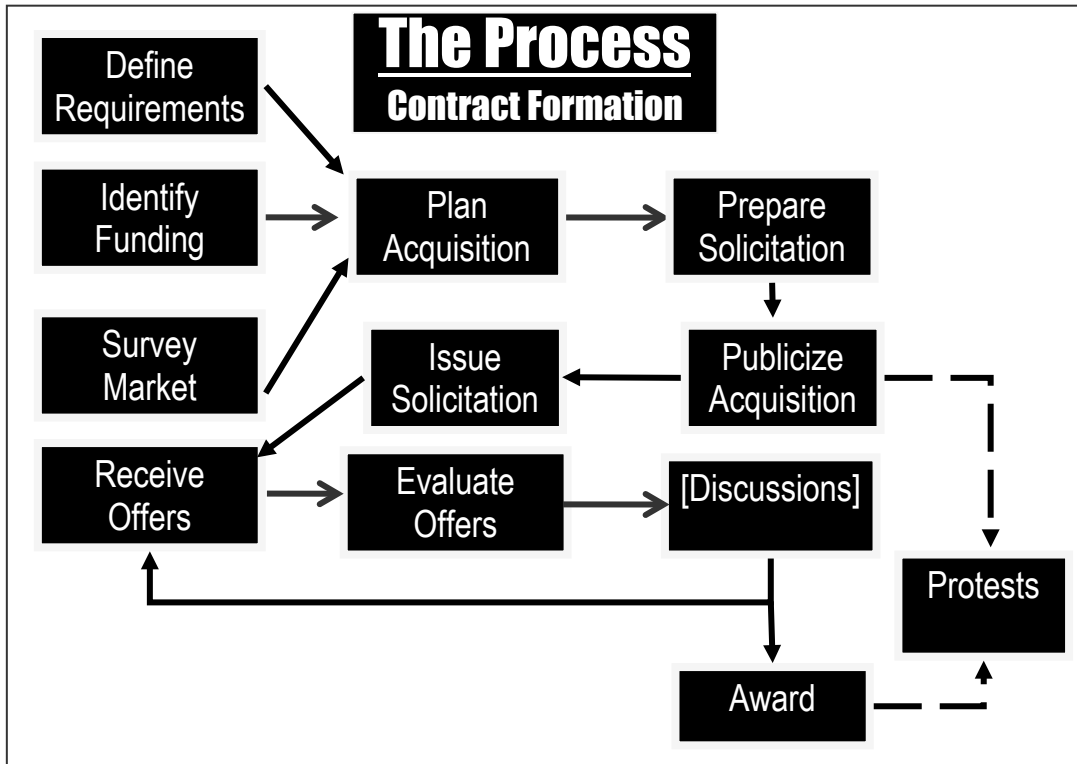 The Process
Contract Formation
Define
Requirements
Identify
Funding
Plan
Acquisition
Prepare
Solicitation
Survey
Market
Issue
Solicitation
Publicize
Acquisition
Receive
Offers
Evaluate
Offers
[Discussions]
Protests
Award